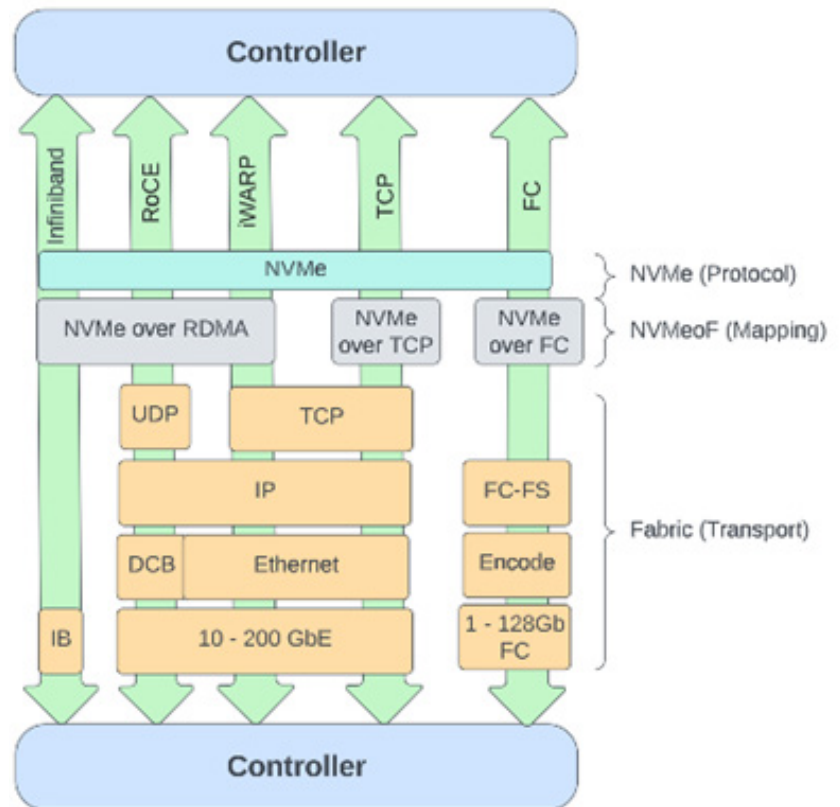 Controller
Infiniband
RoCE
iWARP
TCP
FC
NVMe
NVMe (Protocol)
NVMe over RDMA
NVMe
over TCP
NVMe
over FC
NVMeoF (Mapping)
UDP
TCP
IP
FC-FS
Fabric (Transport)
DCB
Ethernet
Encode
IB
10 - 200 GbE
1 - 128Gb
FC
Controller